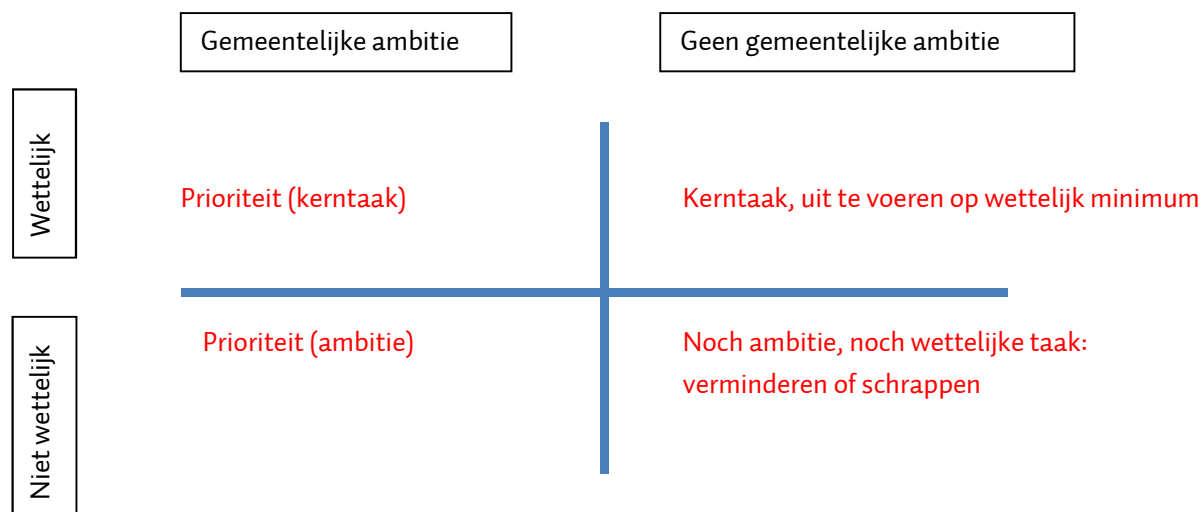 Gemeentelijke ambitie
Geen gemeentelijke ambitie
Wettelijk
Prioriteit (kerntaak)
Kerntaak, uit te voeren op wettelijk minimum
Niet wettelijk
Prioriteit (ambitie)
Noch ambitie, noch wettelijke taak:
verminderen of schrappen